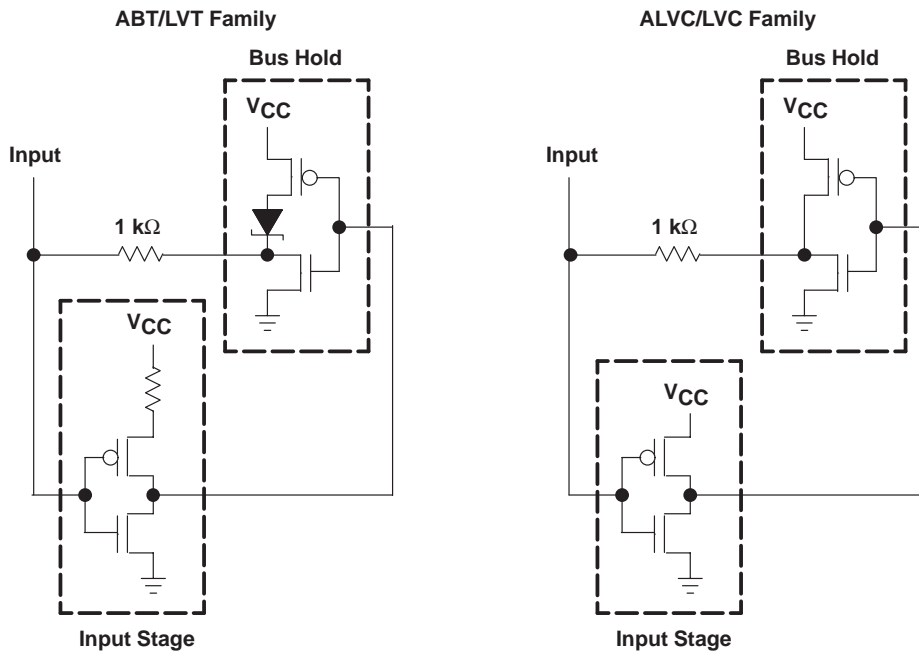 ABT/LVT Family
Bus Hold
VCC
Input
1 kΩ
VCC
Input Stage
ALVC/LVC Family
Bus Hold
VCC
Input
1 kΩ
VCC
Input Stage